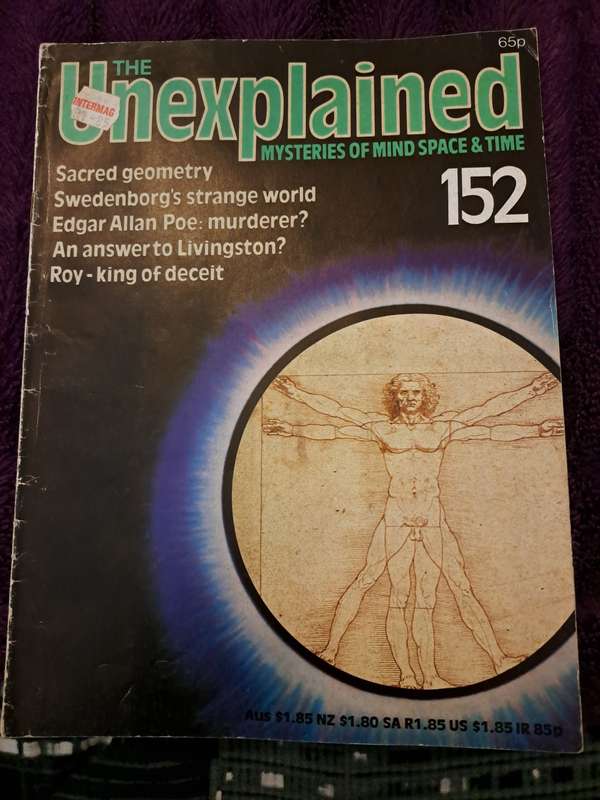 65p
THE
Unexplained
INTERMAG
MYSTERIES OF MIND SPACE & TIME
152
Sacred geometry
Swedenborg's strange world
Edgar Allan Poe: murderer?
An answer to Livingston?
Roy - king of deceit
AUS $1.85 NZ $1.80 SA R1.85 US $1.85 IR 85p